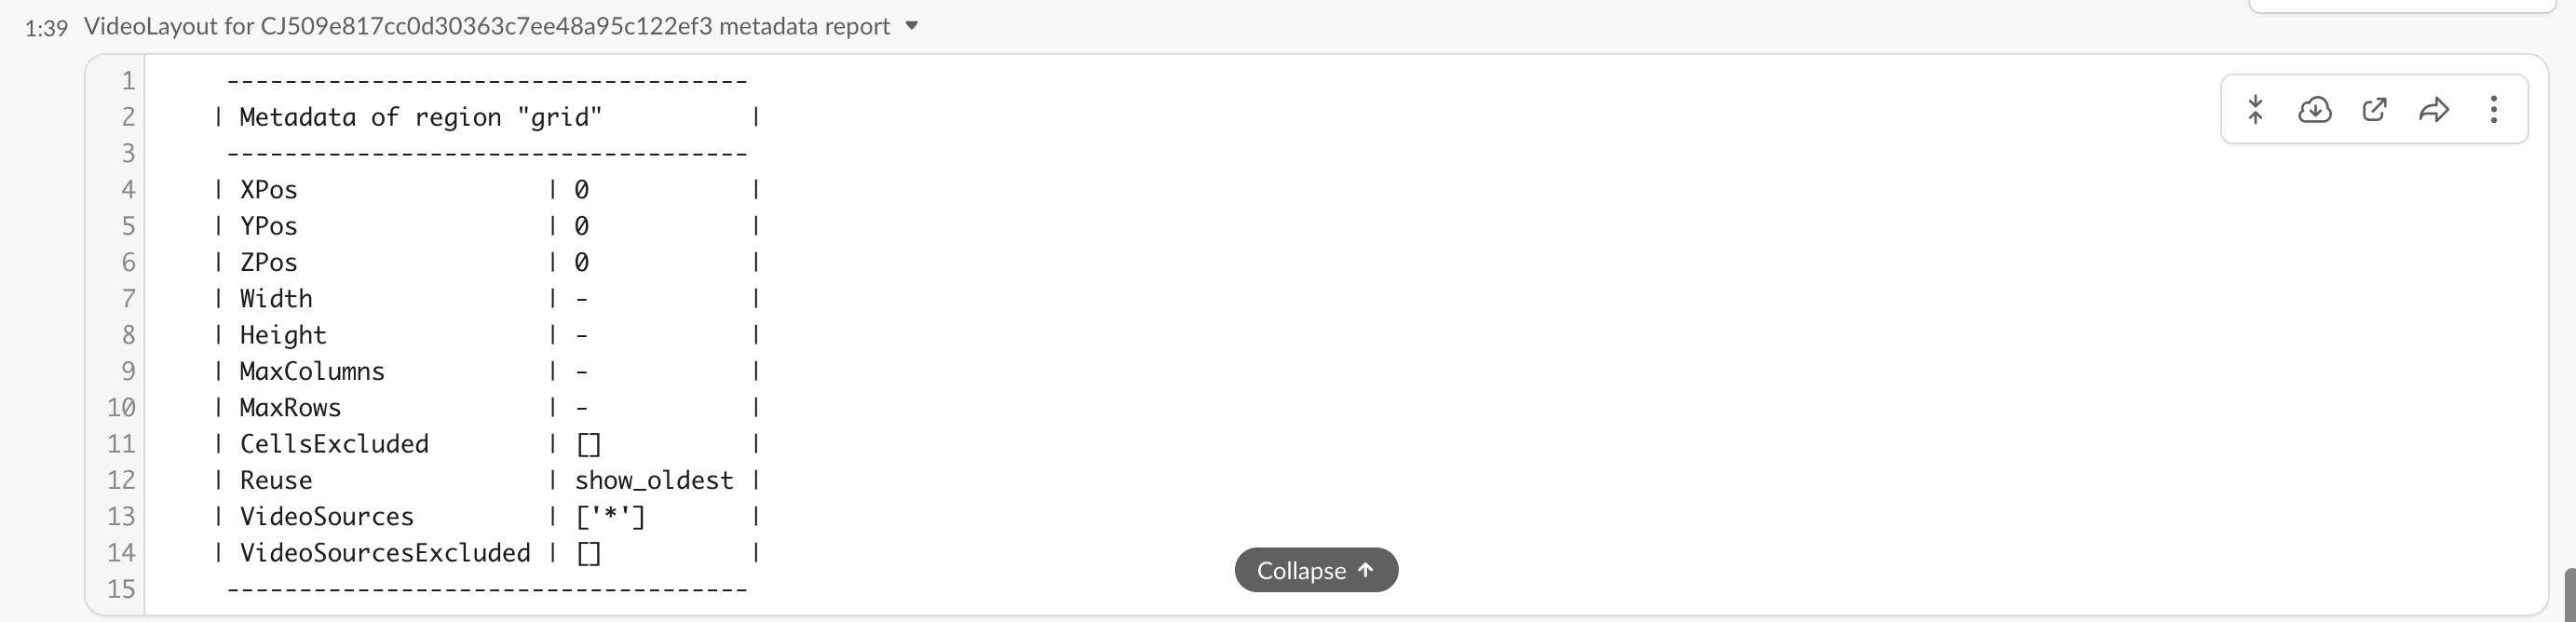 1:39 VideoLayout for CJ509e817cc0d30363c7ee48a95c122ef3 metadata report
1 ------------------------------------
2 | Metadata of region "grid" |
3 ------------------------------------
4 | XPos | 0 |
5 | YPos | 0 |
6 | ZPos | 0 |
7 | Width | - |
8 | Height | - |
9 | MaxColumns | - |
10 | MaxRows | - |
11 | CellsExcluded | [] |
12 | Reuse | show_oldest |
13 | VideoSources | ['*'] |
14 | VideoSourcesExcluded | [] |
Collapse ↑
15 ------------------------------------